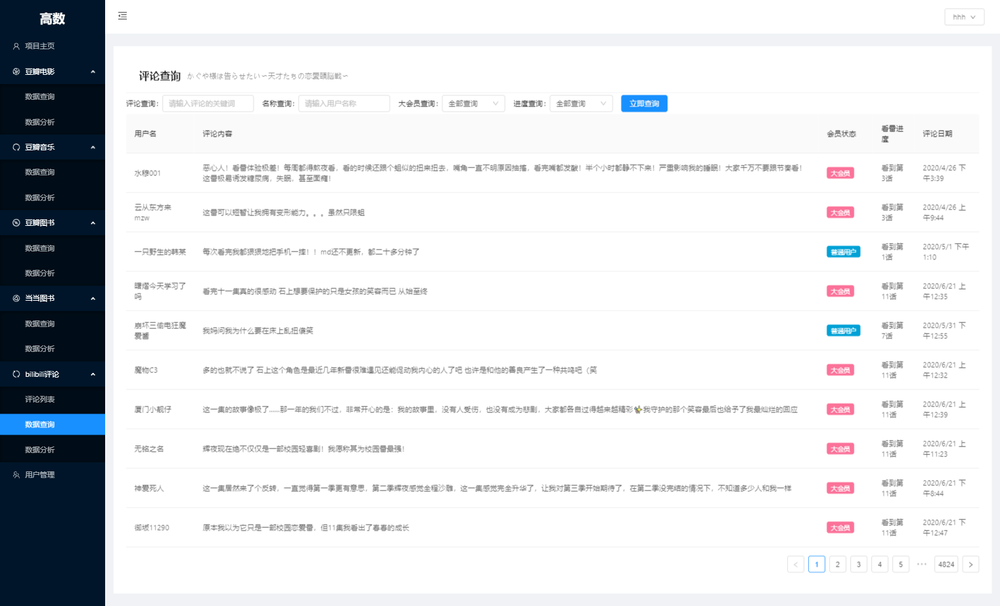 高数
hhh
项目主页
豆瓣电影
数据查询
数据分析
豆瓣音乐
数据查询
数据分析
豆瓣图书
数据查询
数据分析
当当图书
数据查询
数据分析
bilibili评论
评论列表
数据查询
数据分析
用户管理
评论查询 かぐや様は告らせたい～天才たちの恋愛頭脳戦～
评论查询: 请输入评论的关键词 名称查询: 请输入用户名称 大会员查询: 全部查询 进度查询: 全部查询 立即查询
用户名 评论内容 会员状态 看番进度 评论日期
水穆001
恶心人！看番体验极差！每周都得熬夜看，看的时候还跟个蛆似的扭来扭去，嘴角一直不明原因抽搐，看完嘴都发酸！半个小时都静不下来！严重影响我的睡眠！大家千万不要跟节奏看！
这番极易诱发糖尿病，失眠，甚至面瘫！
大会员
看到第
3话
2020/4/26 下
午3:39
云从东方来
mzw
这番可以短暂让我拥有变形能力。。。虽然只限蛆
大会员
看到第
3话
2020/4/26 上
午9:44
一只野生的韩某
每次看完我都狠狠地把手机一摔！！md还不更新，都二十多分钟了
普通用户
看到第
1话
2020/5/1 下午
1:10
曙熠今天学习了
吗
看完十一集真的很感动 石上想要保护的只是女孩的笑容而已 从始至终
大会员
看到第
11话
2020/6/21 上
午12:35
崩坏三偷电狂魔
爱酱
我妈问我为什么要在床上乱扭傻笑
普通用户
看到第
7话
2020/5/31 下
午12:55
魔物C3
多的也就不说了 石上这个角色是最近几年新番很难遇见还能促动我内心的人了吧 也许是和他的善良产生了一种共鸣吧（笑
大会员
看到第
11话
2020/6/21 上
午12:32
厦门小靓仔
这一集的故事像极了……那一年的我们不过，非常开心的是：我的故事里，没有人受伤，也没有成为悲剧，大家都各自过得越来越精彩✨我守护的那个笑容最后也给予了我最灿烂的回应
大会员
看到第
11话
2020/6/21 上
午12:39
无铭之名
辉夜现在绝不仅仅是一部校园轻喜剧！我愿称其为校园番最强！
大会员
看到第
11话
2020/6/21 上
午11:23
神爱死人
这一集居然来了个反转，一直觉得第一季更有意思，第二季辉夜感觉全程沙雕，这一集感觉完全升华了，让我对第三季开始期待了，在第二季没完结的情况下，不知道多少人和我一样
大会员
看到第
11话
2020/6/21 下
午8:44
御坂11290
原本我以为它只是一部校园恋爱番，但11集我看出了春春的成长
大会员
看到第
11话
2020/6/21 下
午12:47
< 1 2 3 4 5 ••• 4824 >